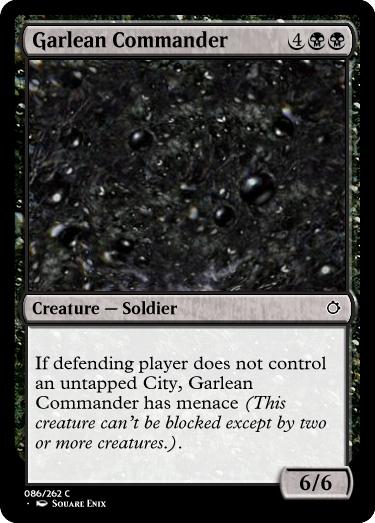 Garlean Commander 4
Creature — Soldier
If defending player does not control
an untapped City, Garlean
Commander has menace (This
creature can't be blocked except by two
or more creatures.).
6/6
086/262 C
· Square Enix